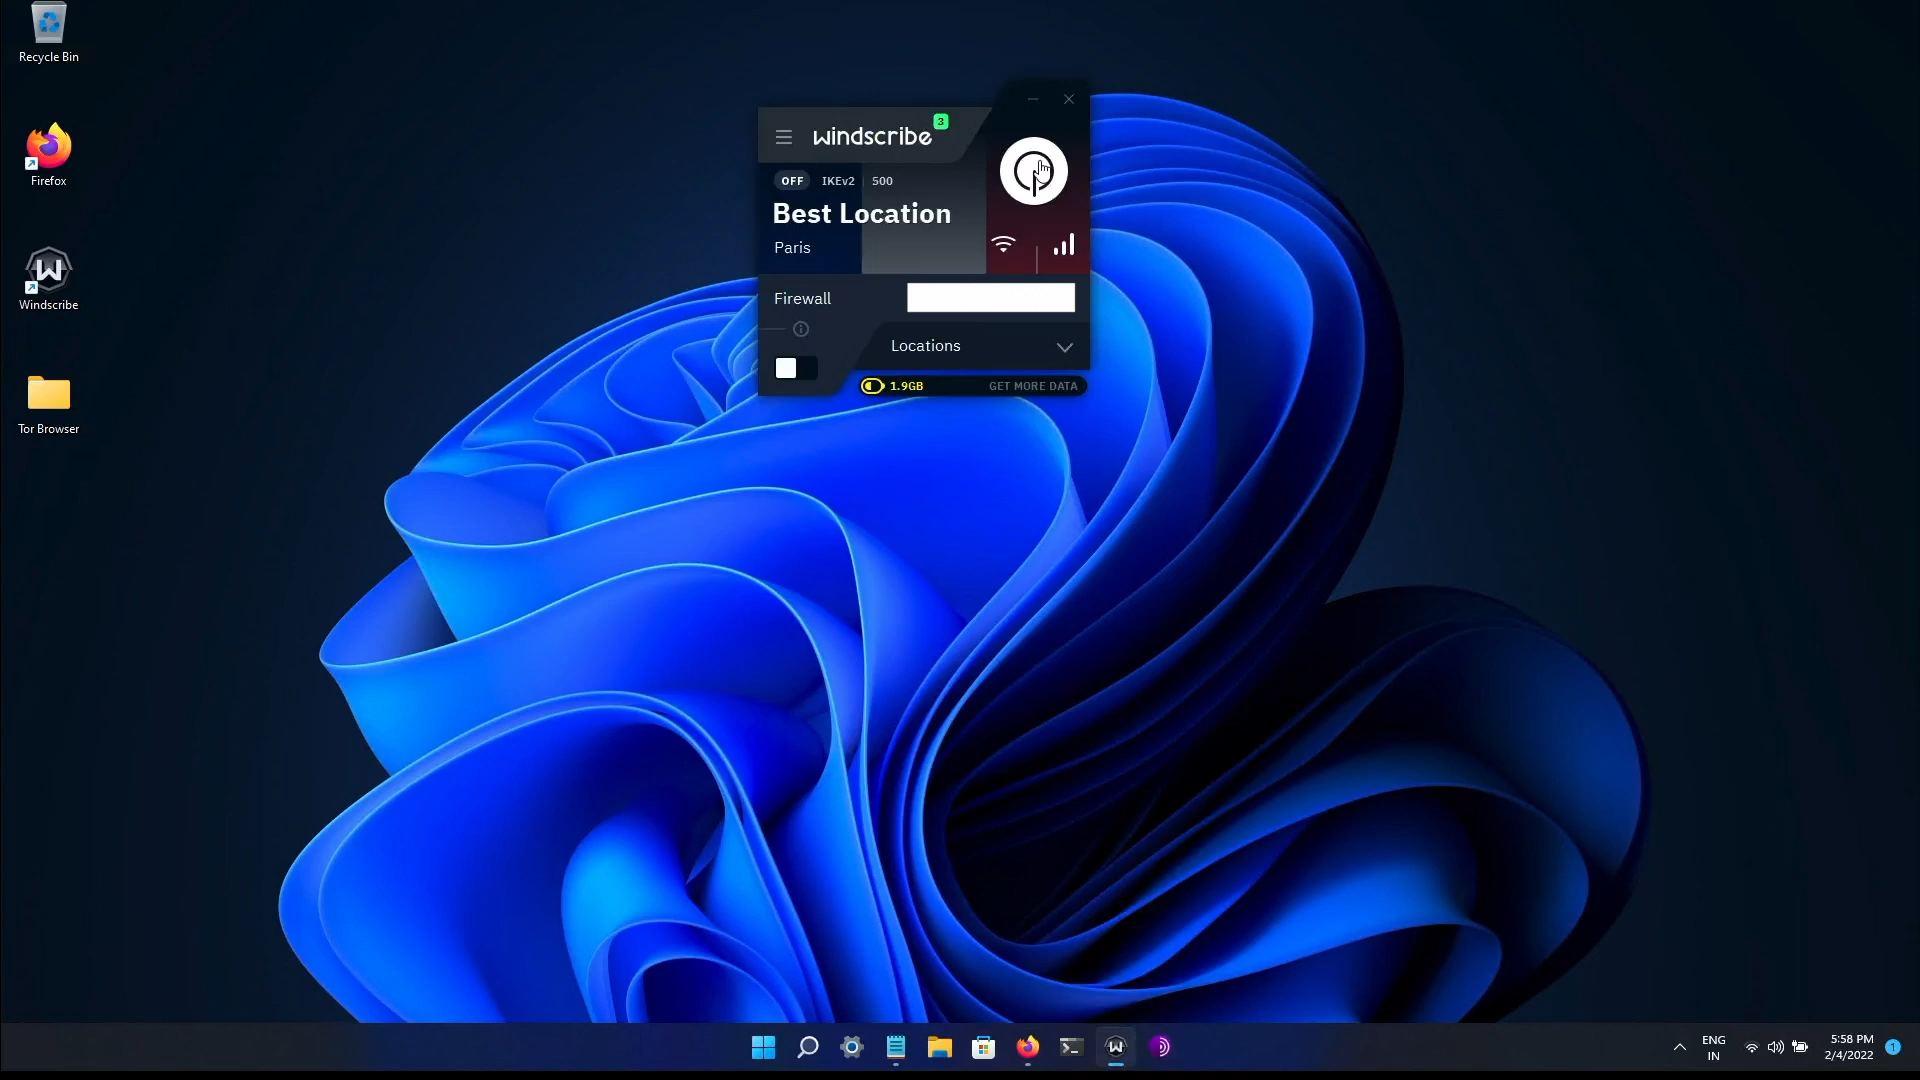 Recycle Bin
Firefox
Windscribe
Tor Browser
windscribe
3
OFF IKEv2 500
Best Location
Paris
Firewall
Locations
1.9GB
GET MORE DATA
ENG
IN
5:58 PM
2/4/2022
1